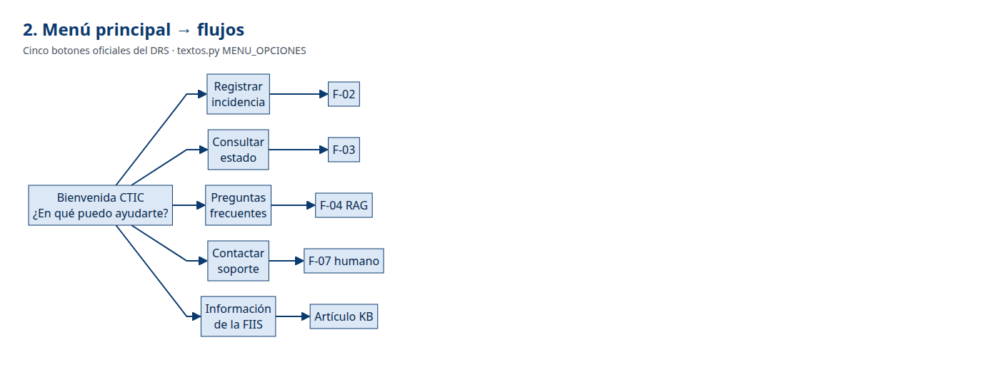 2. Menú principal → flujos
Cinco botones oficiales del DRS · textos.py MENU_OPCIONES
Registrar
incidencia
F-02
Consultar
estado
F-03
Bienvenida CTIC
¿En qué puedo ayudarte?
Preguntas
frecuentes
F-04 RAG
Contactar
soporte
F-07 humano
Información
de la FIIS
Artículo KB